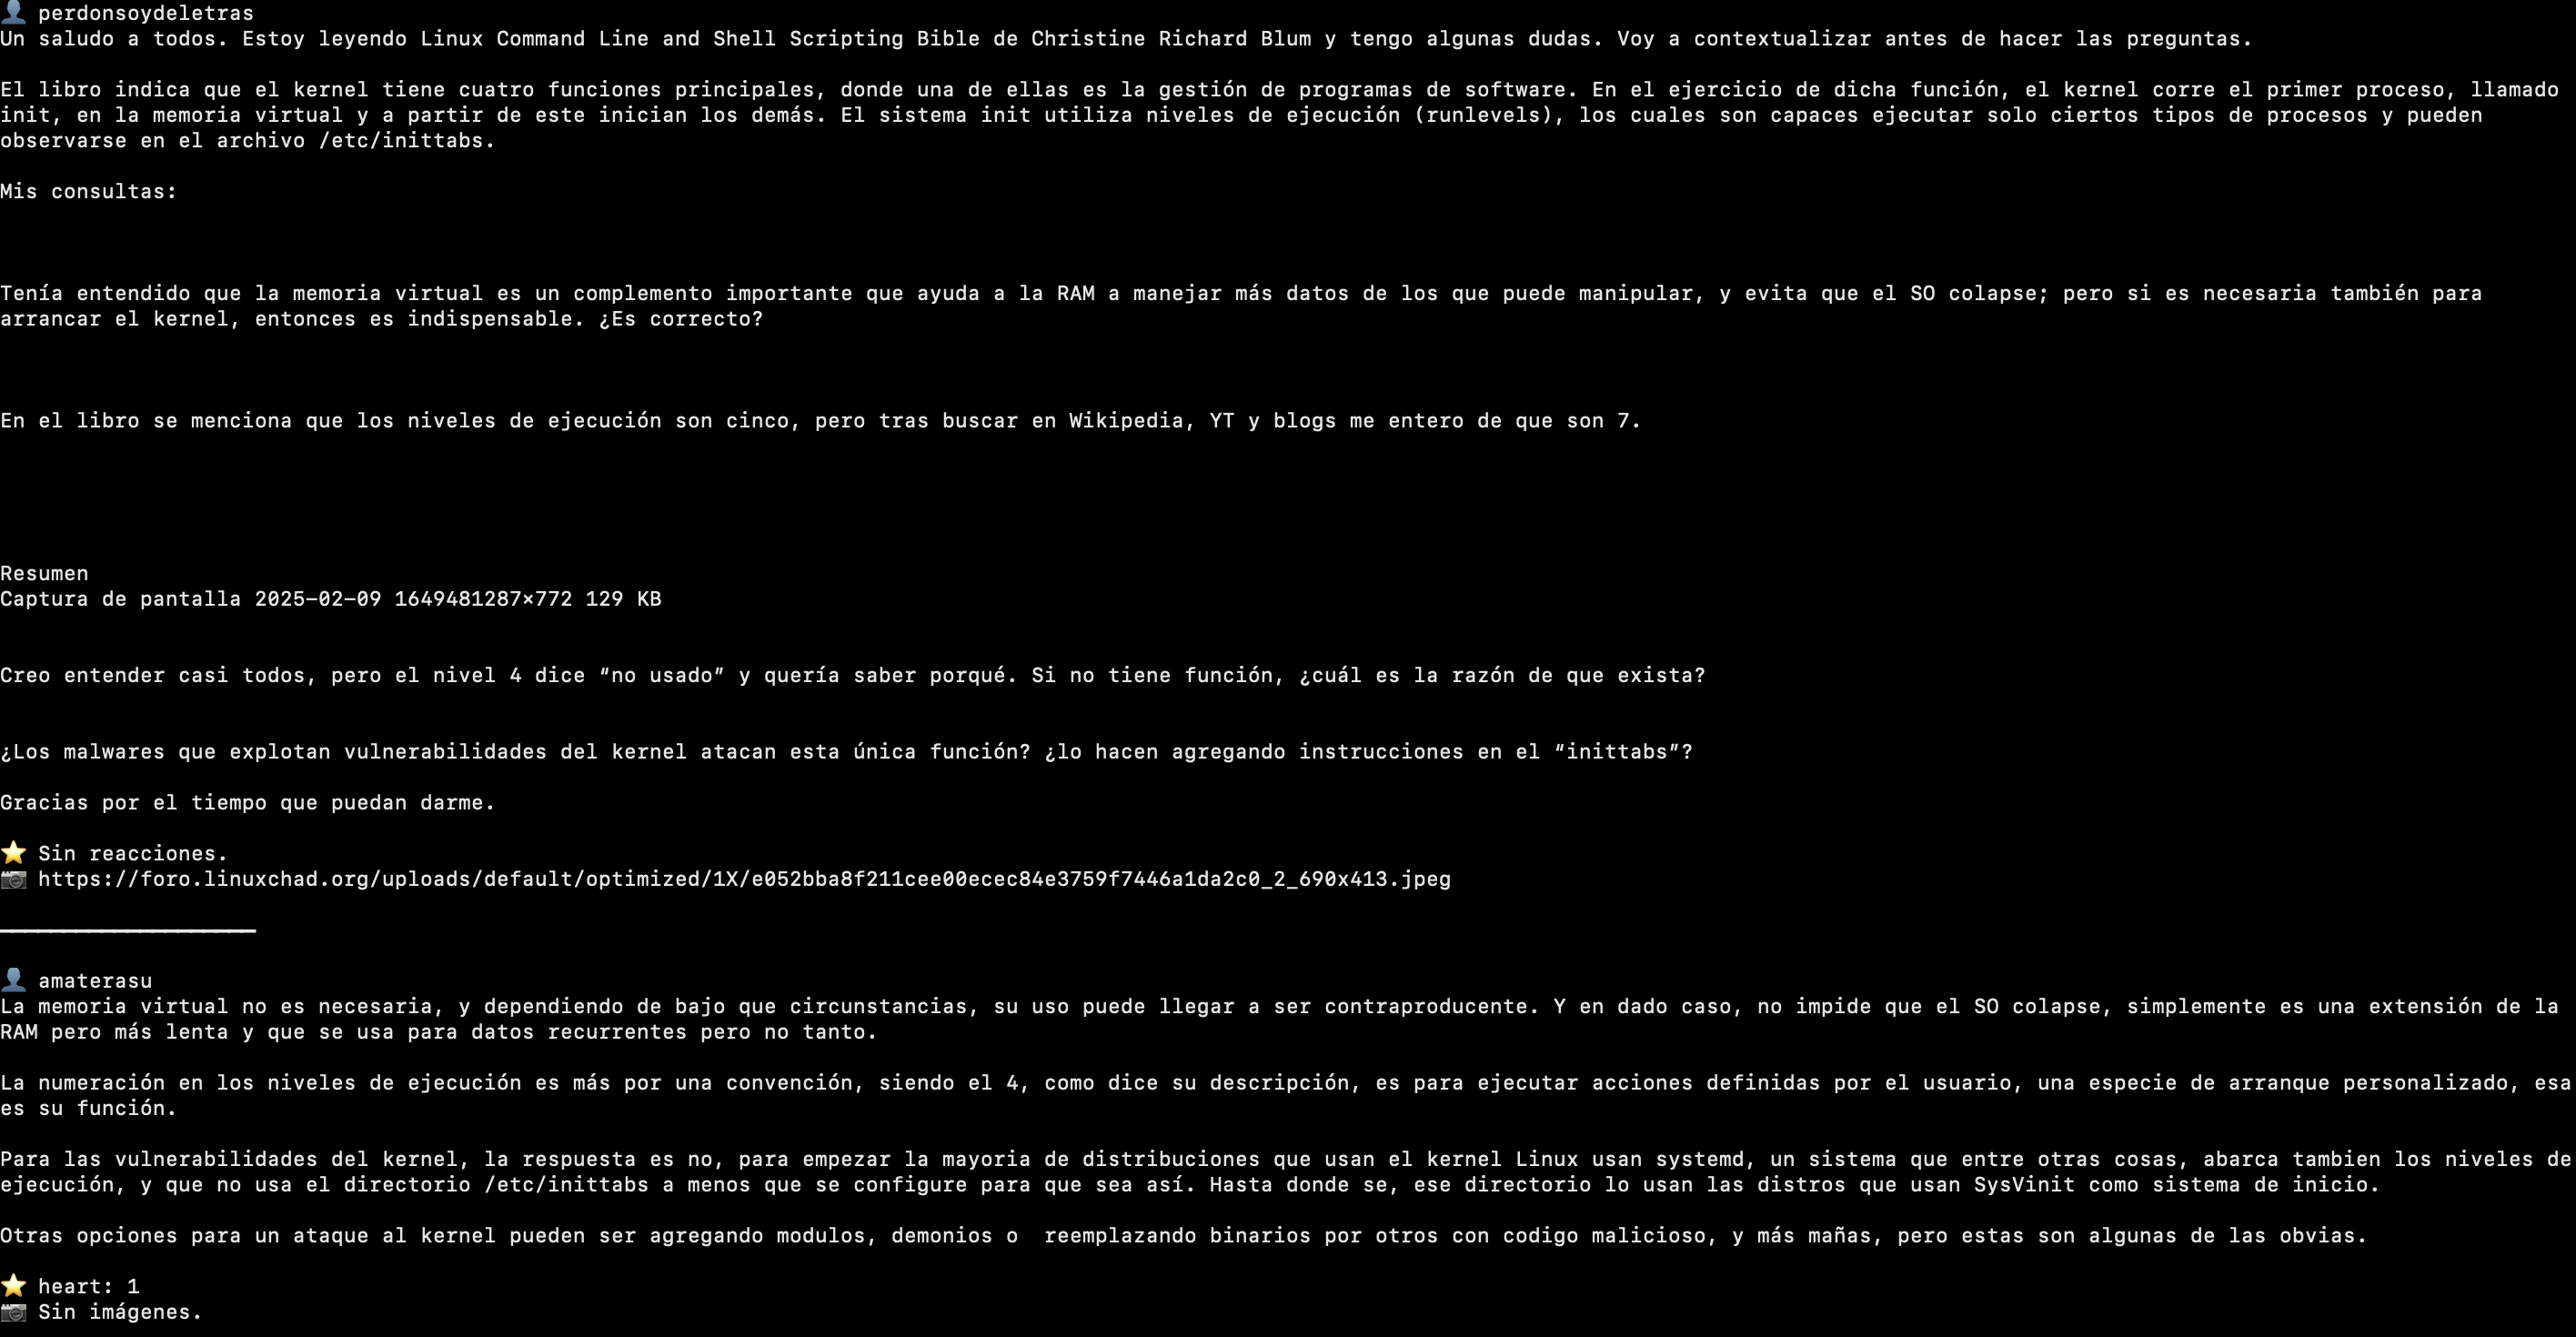 👤 perdonsoydeletras
Un saludo a todos. Estoy leyendo Linux Command Line and Shell Scripting Bible de Christine Richard Blum y tengo algunas dudas. Voy a contextualizar antes de hacer las preguntas.
El libro indica que el kernel tiene cuatro funciones principales, donde una de ellas es la gestión de programas de software. En el ejercicio de dicha función, el kernel corre el primer proceso, llamado
init, en la memoria virtual y a partir de este inician los demás. El sistema init utiliza niveles de ejecución (runlevels), los cuales son capaces ejecutar solo ciertos tipos de procesos y pueden
observarse en el archivo /etc/inittabs.
Mis consultas:
Tenía entendido que la memoria virtual es un complemento importante que ayuda a la RAM a manejar más datos de los que puede manipular, y evita que el SO colapse; pero si es necesaria también para
arrancar el kernel, entonces es indispensable. ¿Es correcto?
En el libro se menciona que los niveles de ejecución son cinco, pero tras buscar en Wikipedia, YT y blogs me entero de que son 7.
Resumen
Captura de pantalla 2025-02-09 1649481287×772 129 KB
Creo entender casi todos, pero el nivel 4 dice “no usado” y quería saber porqué. Si no tiene función, ¿cuál es la razón de que exista?
¿Los malwares que explotan vulnerabilidades del kernel atacan esta única función? ¿lo hacen agregando instrucciones en el “inittabs”?
Gracias por el tiempo que puedan darme.
⭐ Sin reacciones.
📷 https://foro.linuxchad.org/uploads/default/optimized/1X/e052bba8f211cee00ecec84e3759f7446a1da2c0_2_690x413.jpeg
────────────────────
👤 amaterasu
La memoria virtual no es necesaria, y dependiendo de bajo que circunstancias, su uso puede llegar a ser contraproducente. Y en dado caso, no impide que el SO colapse, simplemente es una extensión de la
RAM pero más lenta y que se usa para datos recurrentes pero no tanto.
La numeración en los niveles de ejecución es más por una convención, siendo el 4, como dice su descripción, es para ejecutar acciones definidas por el usuario, una especie de arranque personalizado, esa
es su función.
Para las vulnerabilidades del kernel, la respuesta es no, para empezar la mayoria de distribuciones que usan el kernel Linux usan systemd, un sistema que entre otras cosas, abarca tambien los niveles de
ejecución, y que no usa el directorio /etc/inittabs a menos que se configure para que sea así. Hasta donde se, ese directorio lo usan las distros que usan SysVinit como sistema de inicio.
Otras opciones para un ataque al kernel pueden ser agregando modulos, demonios o  reemplazando binarios por otros con codigo malicioso, y más mañas, pero estas son algunas de las obvias.
⭐ heart: 1
📷 Sin imágenes.